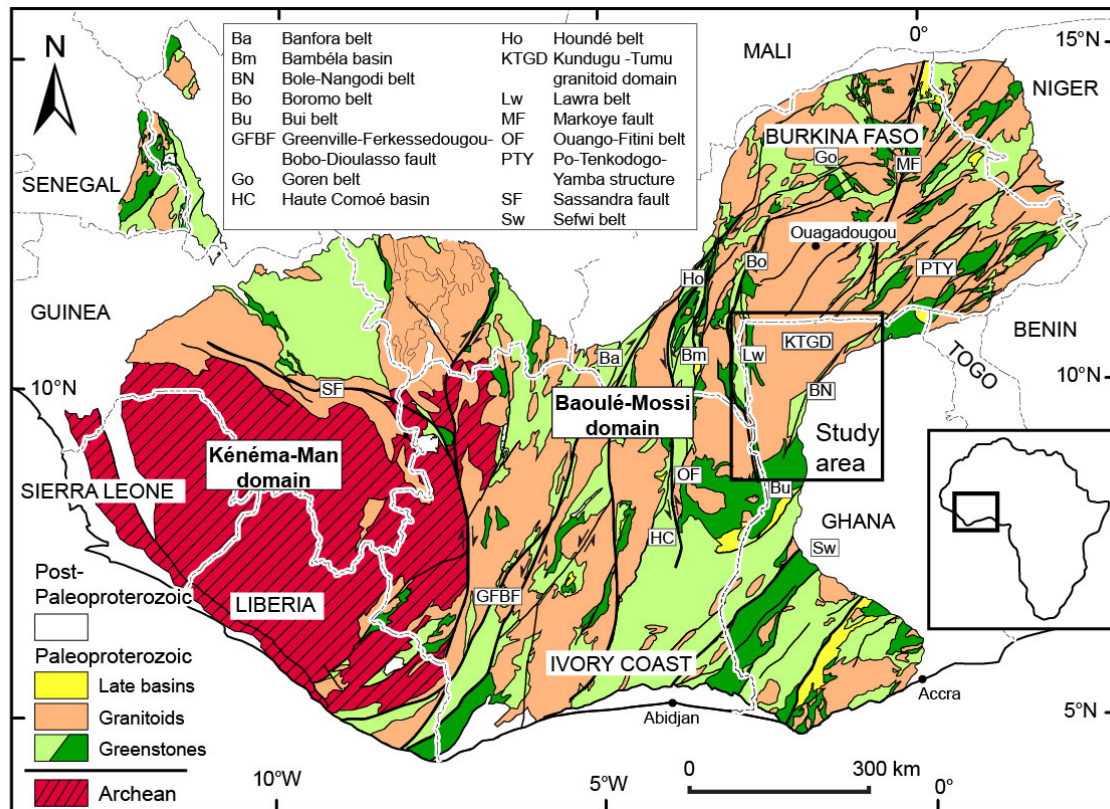 N
Ba Banfora belt
Bm Bambéla basin
BN Bole-Nangodi belt
Bo Boromo belt
Bu Bui belt
GFBF Greenville-Ferkessedougou-
Bobo-Dioulasso fault
Go Goren belt
HC Haute Comoé basin
Ho Houndé belt
KTGD Kundugu -Tumu
granitoid domain
Lw Lawra belt
MF Markoye fault
OF Ouango-Fitini belt
PTY Po-Tenkodogo-
Yamba structure
SF Sassandra fault
Sw Sefwi belt
0°
15°N
MALI
NIGER
BURKINA FASO
Go
MF
SENEGAL
Ouagadougou
Bo
PTY
Ho
GUINEA
BENIN
TOGO
KTGD
Ba
Bm
Lw
BN
10°N
10°N
SF
Baoulé-Mossi
domain
Study
area
Kénéma-Man
domain
OF
Bu
SIERRA LEONE
GHANA
HC
Sw
GFBF
LIBERIA
IVORY COAST
Abidjan
Accra
5°N
Post-
Paleoproterozoic
Paleoproterozoic
Late basins
Granitoids
Greenstones
Archean
10°W
5°W
0 300 km
0°